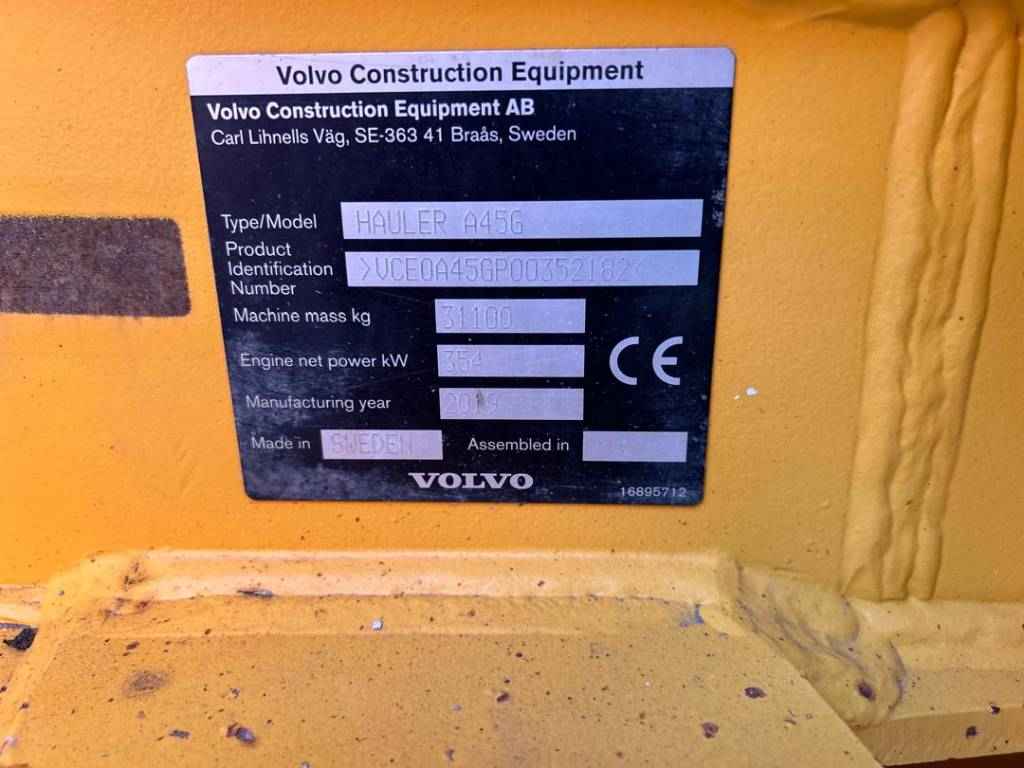 Volvo Construction Equipment
Volvo Construction Equipment AB
Carl Lihnells Väg, SE-363 41 Braås, Sweden
Type/Model HAULER A45G
Product Identification Number >VCE0A45GP00352182<
Machine mass kg 31100
Engine net power kW 354
CE
Manufacturing year 2019
Made in SWEDEN Assembled in
VOLVO
16895712